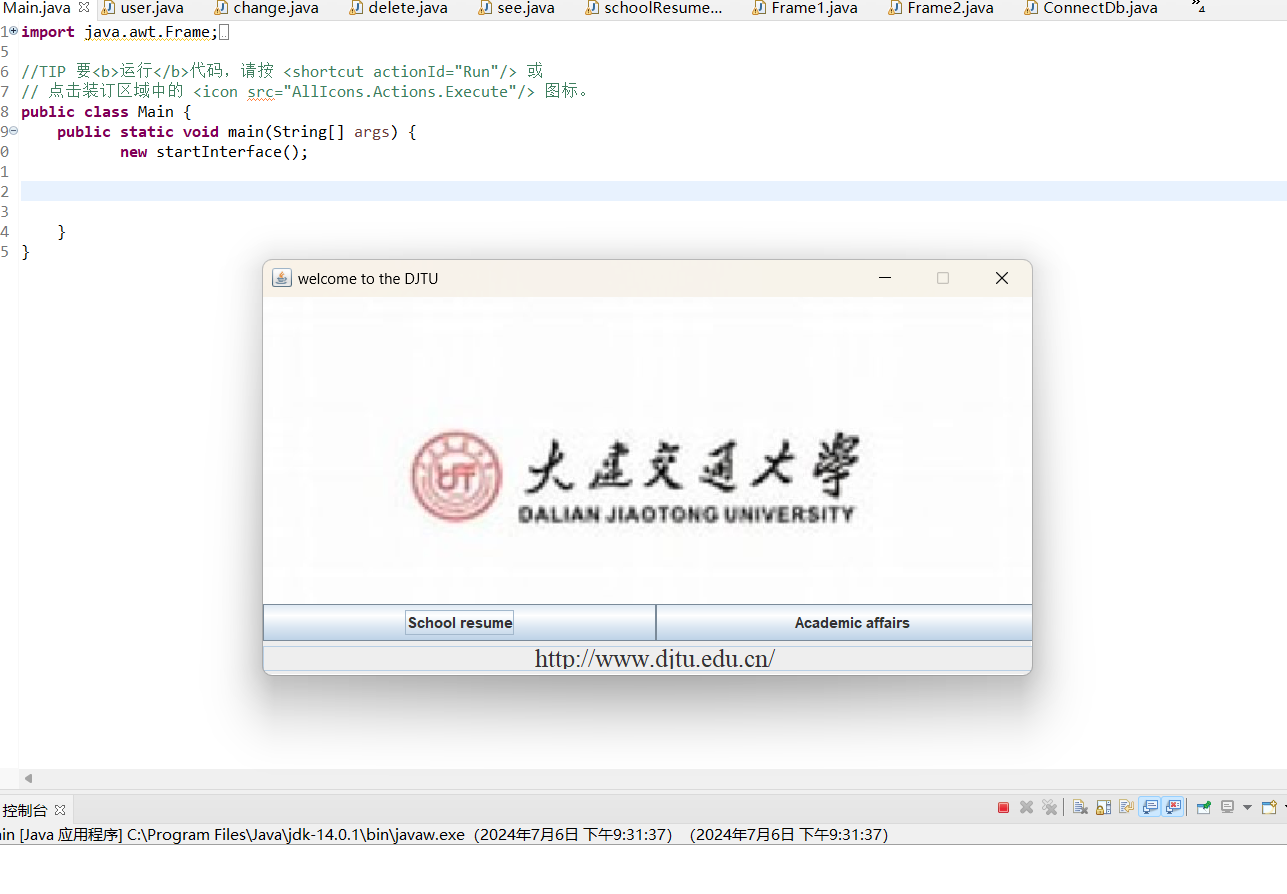 Main.java user.java change.java delete.java see.java schoolResume... Frame1.java Frame2.java ConnectDb.java »4
1 import java.awt.Frame;
5
6 //TIP 要<b>运行</b>代码，请按 <shortcut actionId="Run"/> 或
7 // 点击装订区域中的 <icon src="AllIcons.Actions.Execute"/> 图标。
8 public class Main {
9 public static void main(String[] args) {
0 new startInterface();
1
2
3
4 }
5 }
welcome to the DJTU
大连交通大學
DALIAN JIAOTONG UNIVERSITY
School resume Academic affairs
http://www.djtu.edu.cn/
控制台
ain [Java 应用程序] C:\Program Files\Java\jdk-14.0.1\bin\javaw.exe（2024年7月6日 下午9:31:37）（2024年7月6日 下午9:31:37）